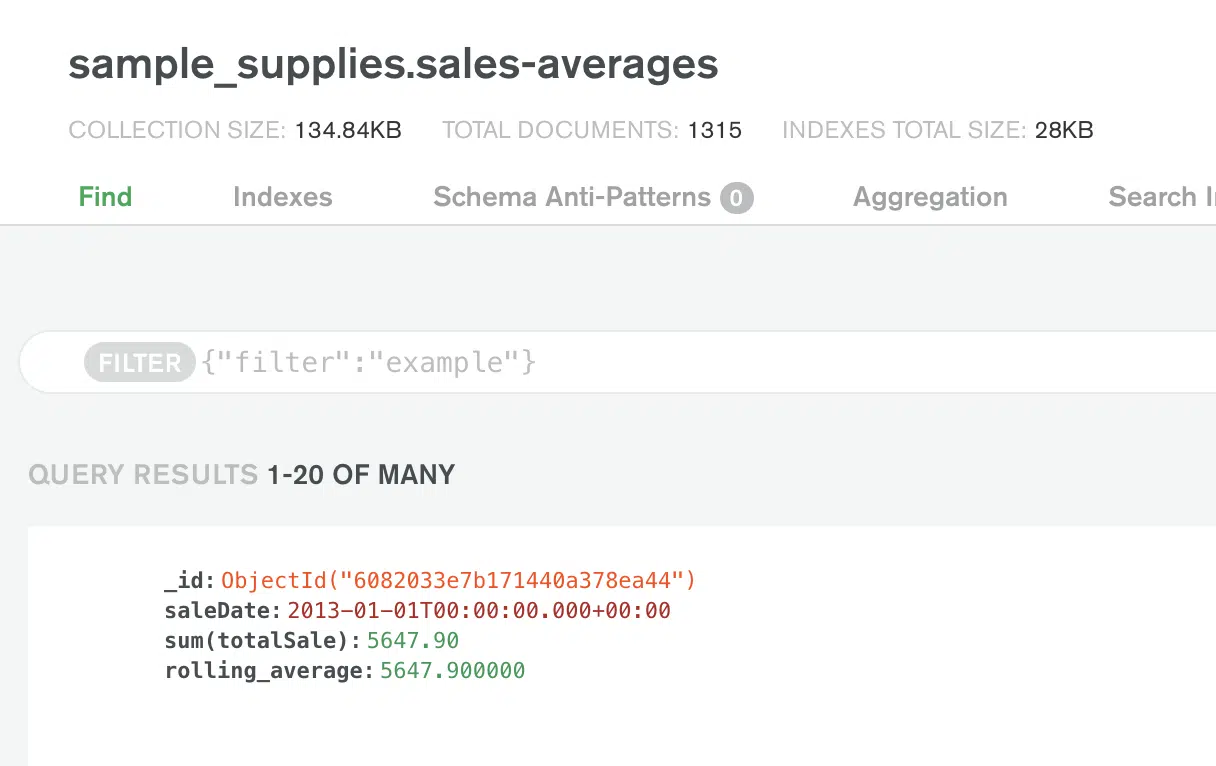 sample_supplies.sales-averages
COLLECTION SIZE: 134.84KB TOTAL DOCUMENTS: 1315 INDEXES TOTAL SIZE: 28KB
Find Indexes Schema Anti-Patterns 0 Aggregation Search
FILTER {"filter":"example"}
QUERY RESULTS 1-20 OF MANY
_id: ObjectId("6082033e7b171440a378ea44")
saleDate: 2013-01-01T00:00:00.000+00:00
sum(totalSale): 5647.90
rolling_average: 5647.900000